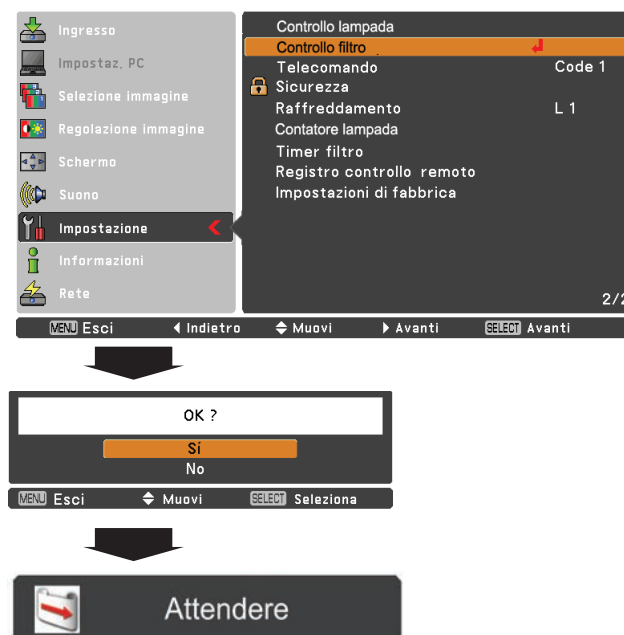 Ingresso
Impostaz. PC
Selezione immagine
Regolazione immagine
Schermo
Suono
Impostazione
Informazioni
Rete
Controllo lampada
Controllo filtro
Telecomando Code 1
Sicurezza
Raffreddamento L 1
Contatore lampada
Timer filtro
Registro controllo remoto
Impostazioni di fabbrica
2/2
MENU Esci Indietro Muovi Avanti SELECT Avanti
OK ?
Sí
No
MENU Esci Muovi SELECT Seleziona
Attendere